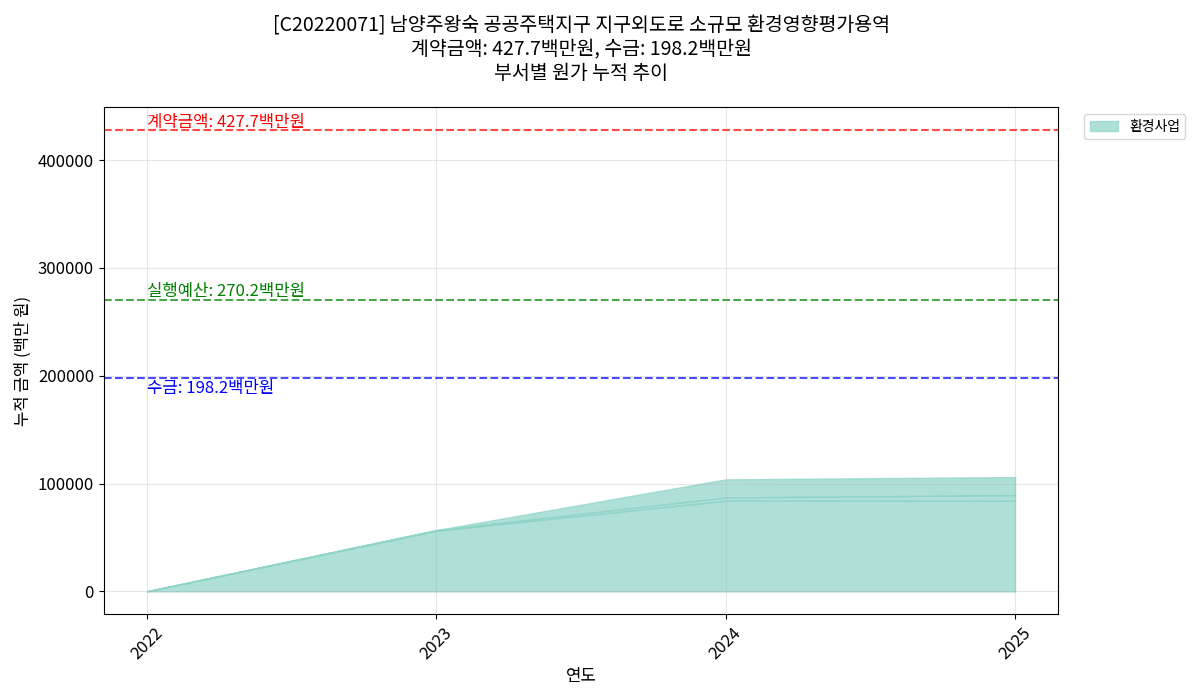 [C20220071] 남양주왕숙 공공주택지구 지구외도로 소규모 환경영향평가용역
계약금액: 427.7백만원, 수금: 198.2백만원
부서별 원가 누적 추이
계약금액: 427.7백만원
환경사업
400000
300000
실행예산: 270.2백만원
누적 금액 (백만 원)
200000
수금: 198.2백만원
100000
0
2022
2023
2024
2025
연도